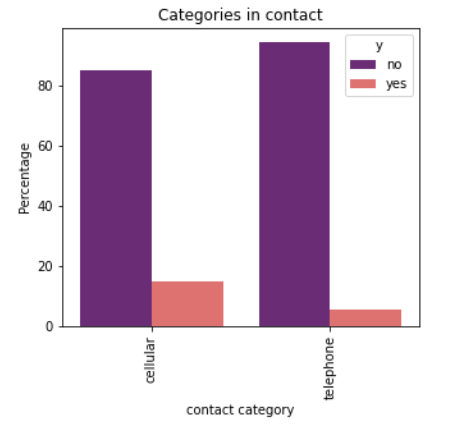 Categories in contact
y
no
yes
Percentage
80
60
40
20
0
cellular
telephone
contact category